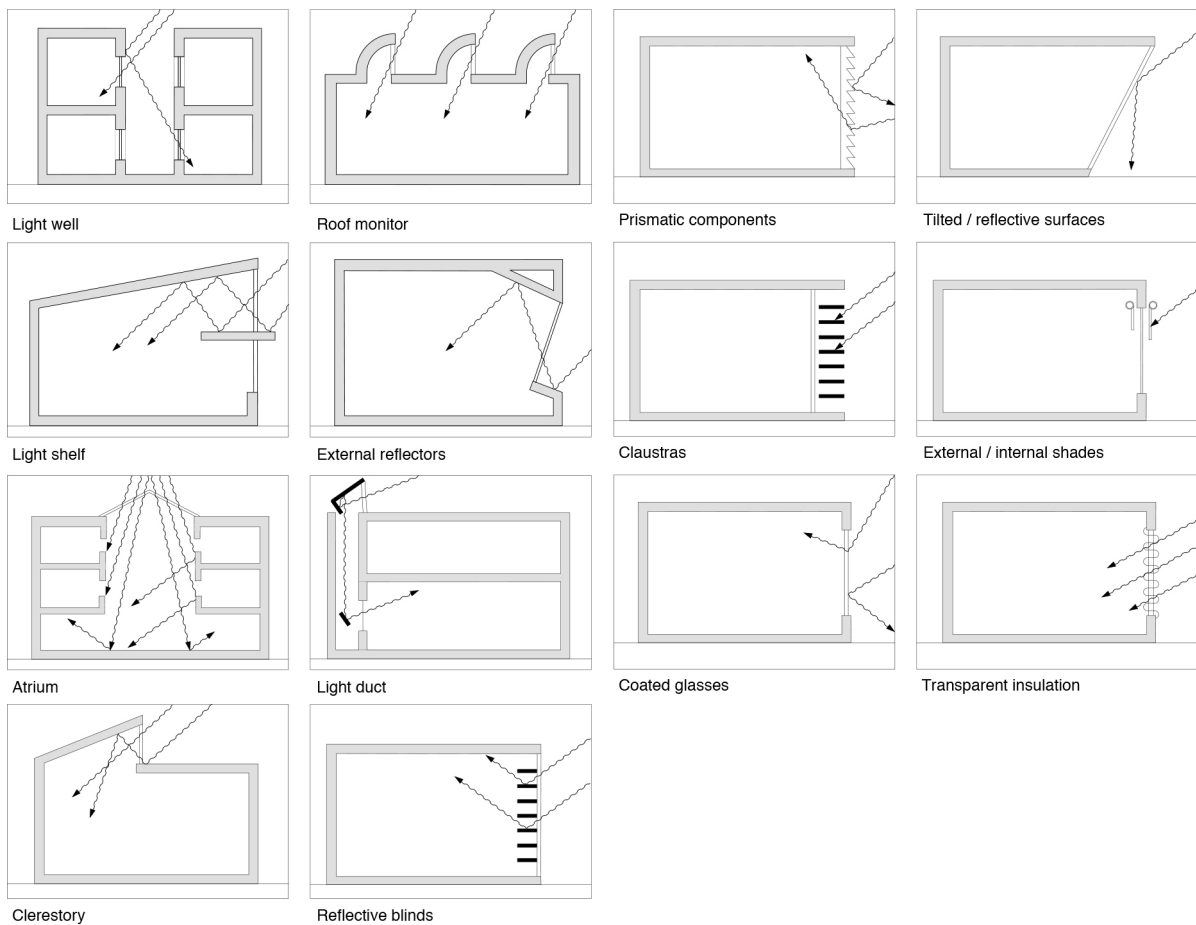 Light well
Roof monitor
Prismatic components
Tilted / reflective surfaces
Light shelf
External reflectors
Claustras
External / internal shades
Atrium
Light duct
Coated glasses
Transparent insulation
Clerestory
Reflective blinds